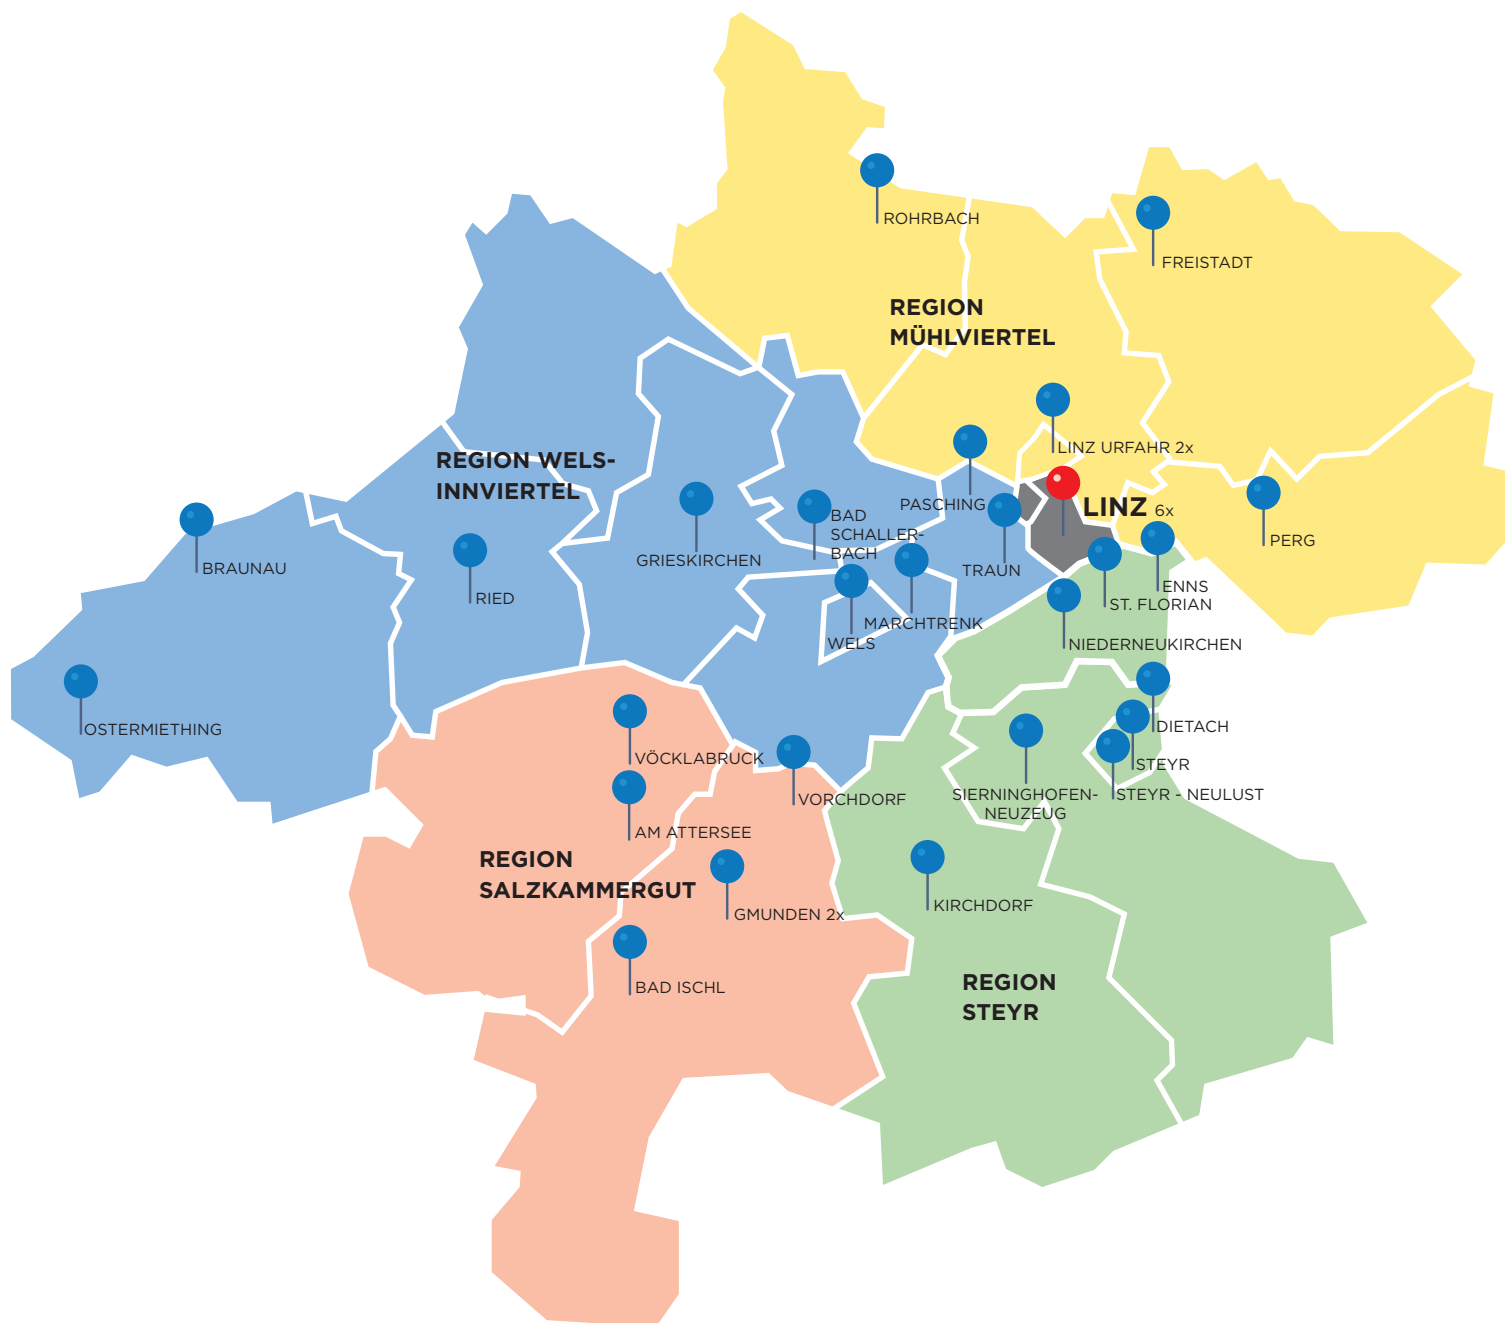 ROHRBACH
FREISTADT
REGION
MÜHLVIERTEL
LINZ URFAHR 2x
REGION WELS-
INNVIERTEL
PASCHING
LINZ 6x
BAD
SCHALLER-
BACH
PERG
GRIESKIRCHEN
BRAUNAU
TRAUN
ENNS
RIED
ST. FLORIAN
MARCHTRENK
WELS
NIEDERNEUKIRCHEN
OSTERMIETHING
DIETACH
VÖCKLABRUCK
STEYR
VORCHDORF
SIERNINGHOFEN-
NEUZEUG
STEYR - NEULUST
AM ATTERSEE
REGION
SALZKAMMERGUT
GMUNDEN 2x
KIRCHDORF
BAD ISCHL
REGION
STEYR